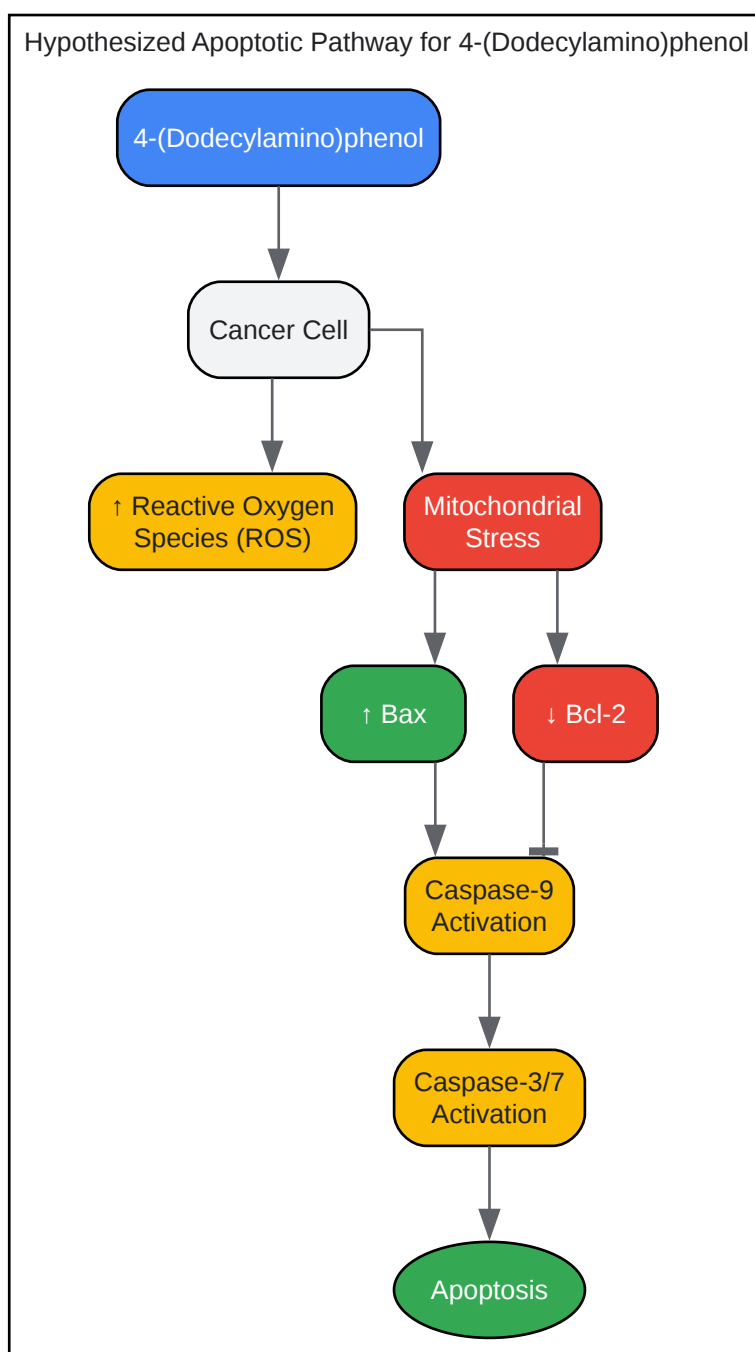 Hypothesized Apoptotic Pathway for 4-(Dodecylamino)phenol
4-(Dodecylamino)phenol
Cancer Cell
↑ Reactive Oxygen
Species (ROS)
Mitochondrial
Stress
↑ Bax
↓ Bcl-2
Caspase-9
Activation
Caspase-3/7
Activation
Apoptosis